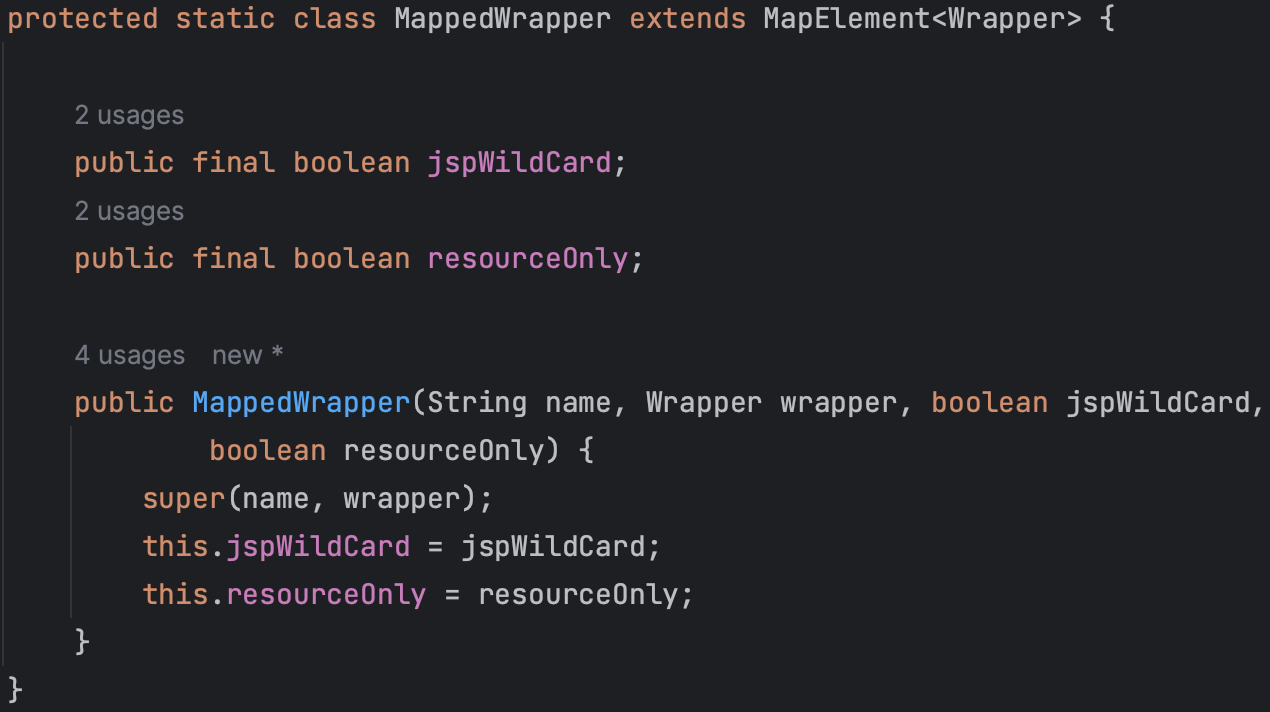 protected static class MappedWrapper extends MapElement<Wrapper> {
2 usages
public final boolean jspWildCard;
2 usages
public final boolean resourceOnly;
4 usages new *
public MappedWrapper(String name, Wrapper wrapper, boolean jspWildCard,
boolean resourceOnly) {
super(name, wrapper);
this.jspWildCard = jspWildCard;
this.resourceOnly = resourceOnly;
}
}